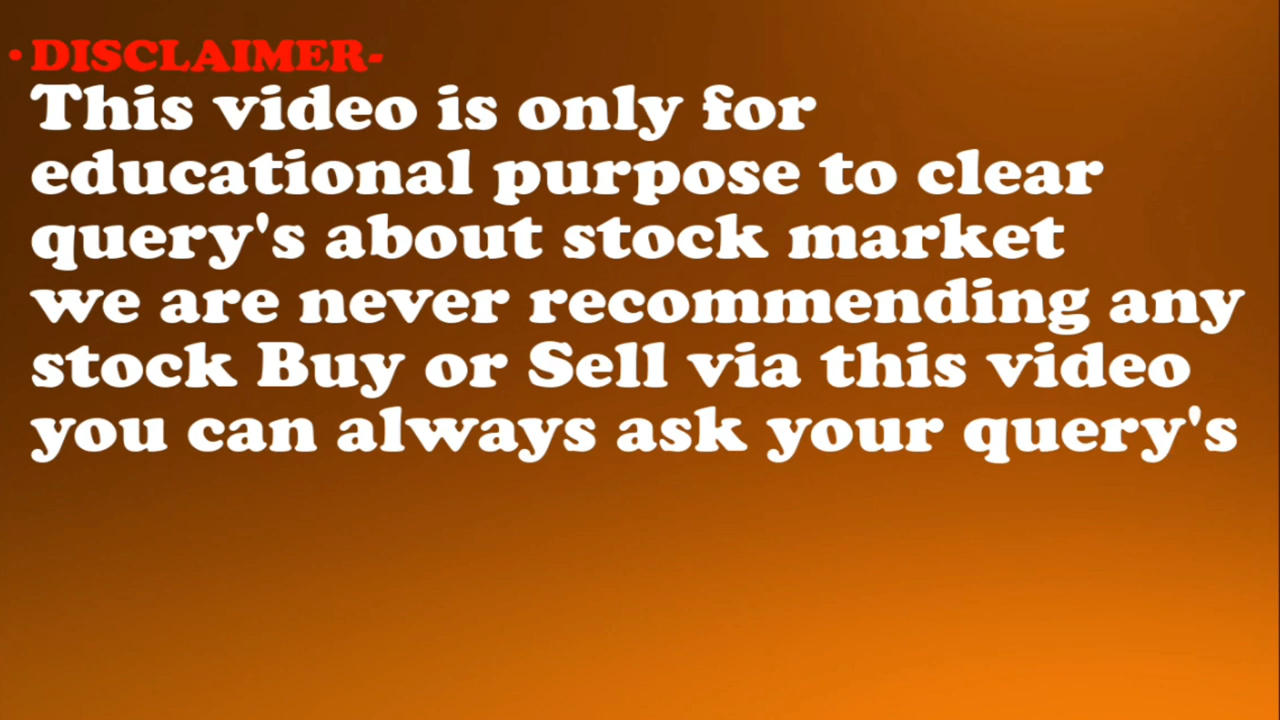 • DISCLAIMER-
This video is only for
educational purpose to clear
query's about stock market
we are never recommending any
stock Buy or Sell via this video
you can always ask your query's